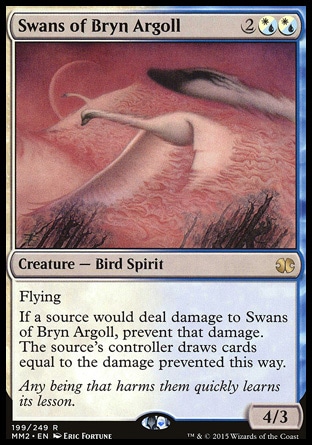 Swans of Bryn Argoll 2
Creature — Bird Spirit
Flying
If a source would deal damage to Swans
of Bryn Argoll, prevent that damage.
The source's controller draws cards
equal to the damage prevented this way.
Any being that harms them quickly learns
its lesson.
4/3
199/249 R
MM2 • EN Eric Fortune
™ & © 2015 Wizards of the Coast